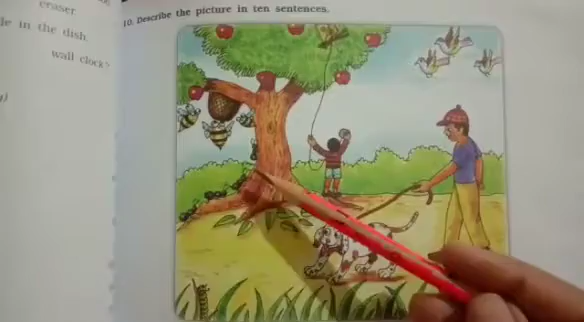 eraser
le in the dish.
wall clock?
10. Describe the picture in ten sentences.